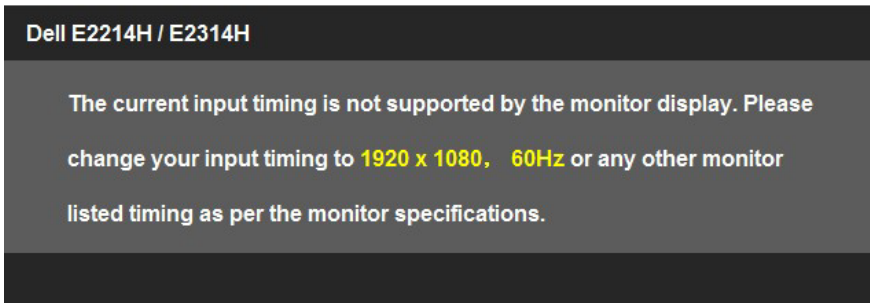 Dell E2214H / E2314H
The current input timing is not supported by the monitor display. Please
change your input timing to 1920 x 1080， 60Hz or any other monitor
listed timing as per the monitor specifications.